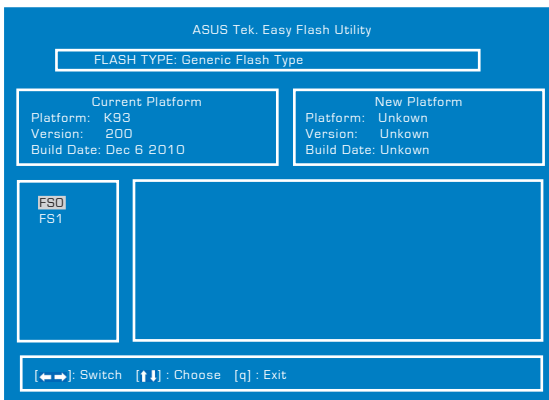 ASUS Tek. Easy Flash Utility
FLASH TYPE: Generic Flash Type
Current Platform
Platform: K93
Version: 200
Build Date: Dec 6 2010
New Platform
Platform: Unkown
Version: Unkown
Build Date: Unkown
FS0
FS1
[←→]: Switch [↑↓] : Choose [q] : Exit